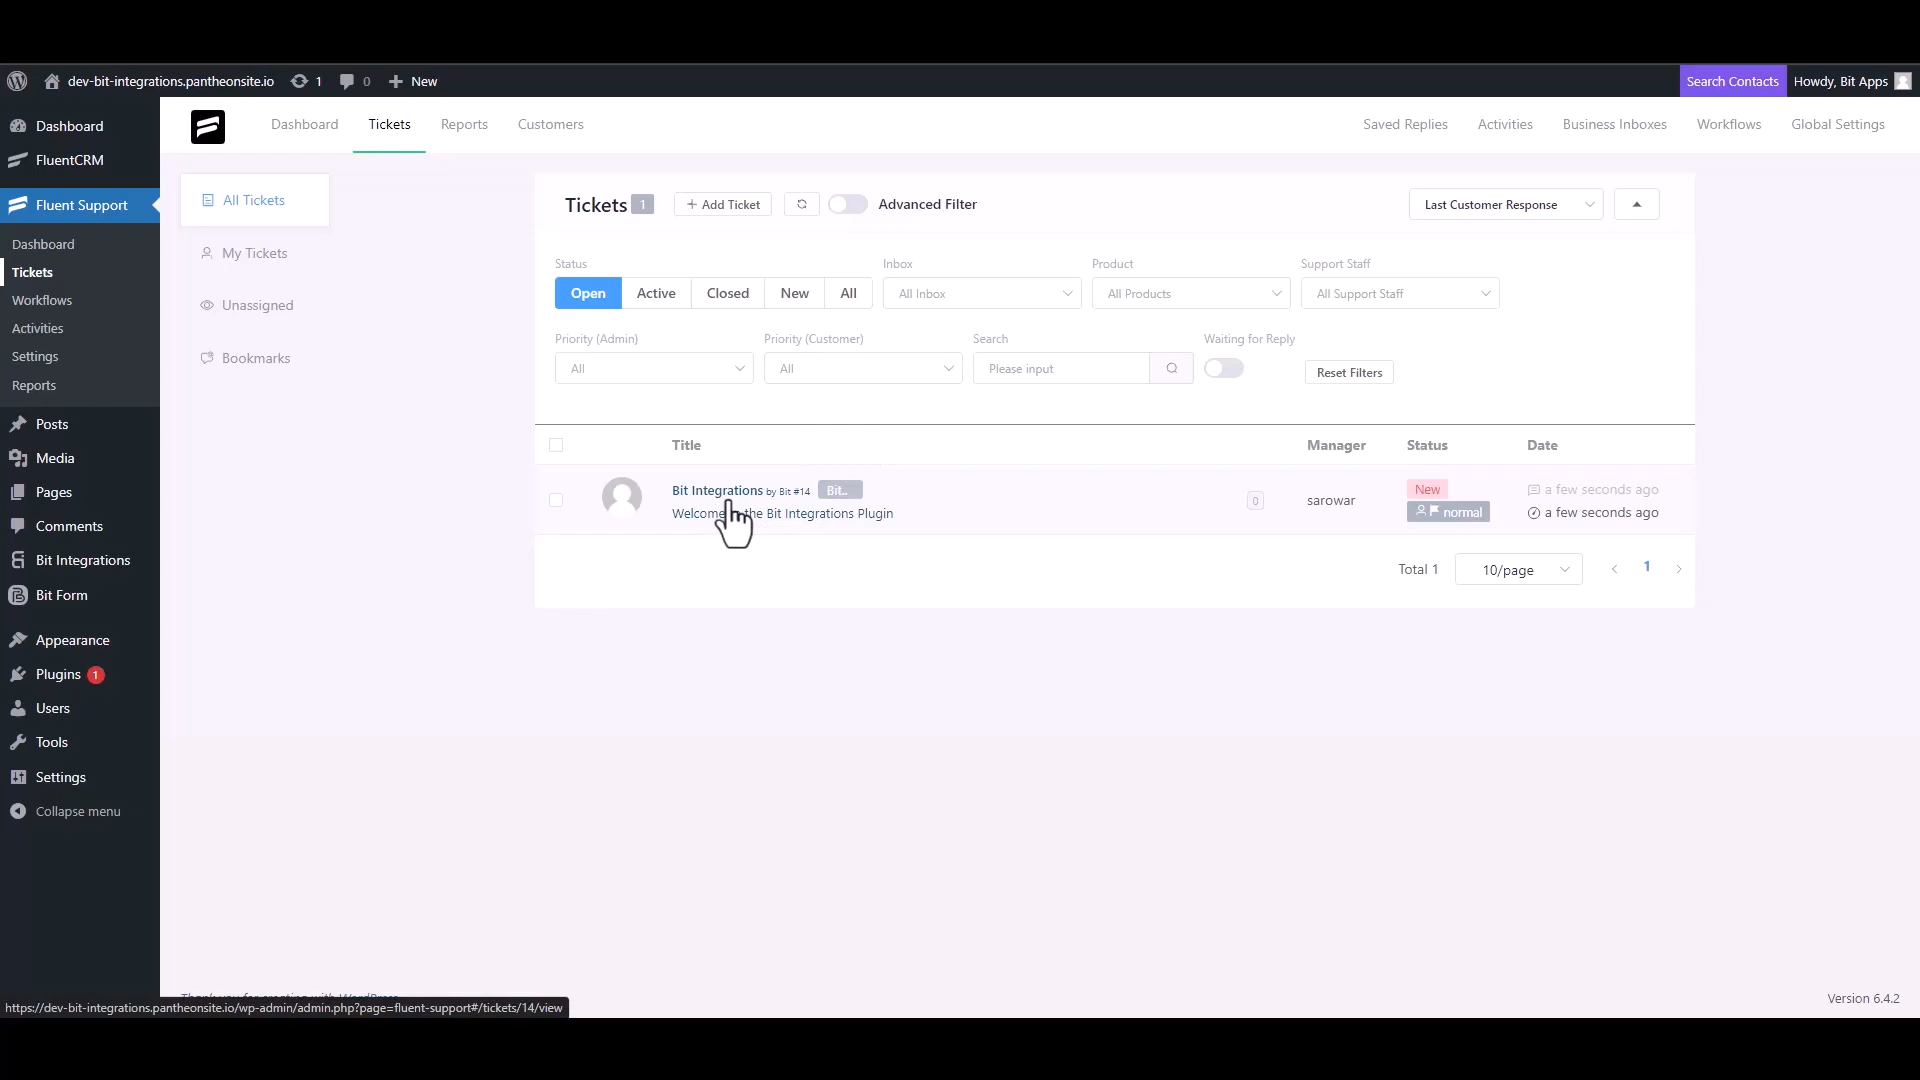 dev-bit-integrations.pantheonsite.io 1 0 New Search Contacts Howdy, Bit Apps
Dashboard
FluentCRM
Fluent Support
Dashboard
Tickets
Workflows
Activities
Settings
Reports
Posts
Media
Pages
Comments
Bit Integrations
Bit Form
Appearance
Plugins 1
Users
Tools
Settings
Collapse menu
Dashboard Tickets Reports Customers Saved Replies Activities Business Inboxes Workflows Global Settings
All Tickets
My Tickets
Unassigned
Bookmarks
Tickets 1 + Add Ticket Advanced Filter Last Customer Response
Status Inbox Product Support Staff
Open Active Closed New All All Inbox All Products All Support Staff
Priority (Admin) Priority (Customer) Search Waiting for Reply
All All Please input Reset Filters
Title Manager Status Date
Bit Integrations by Bit #14 Bit.. 0 sarowar New a few seconds ago
Welcome the Bit Integrations Plugin normal a few seconds ago
Total 1 10/page < 1 >
https://dev-bit-integrations.pantheonsite.io/wp-admin/admin.php?page=fluent-support#/tickets/14/view
Version 6.4.2